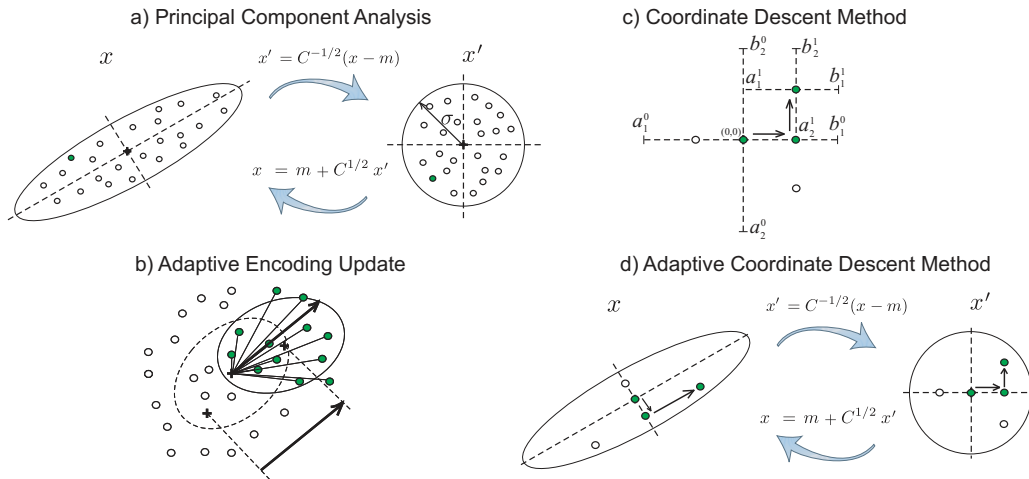 a) Principal Component Analysis
x
x′ = C^{-1/2}(x − m)
x′
σ
x = m + C^{1/2} x′
b) Adaptive Encoding Update
c) Coordinate Descent Method
b_2^0 b_2^1
a_1^1 b_1^1
a_1^0 (0,0) a_2^1 b_1^0
a_2^0
d) Adaptive Coordinate Descent Method
x
x′ = C^{-1/2}(x − m)
x′
x = m + C^{1/2} x′